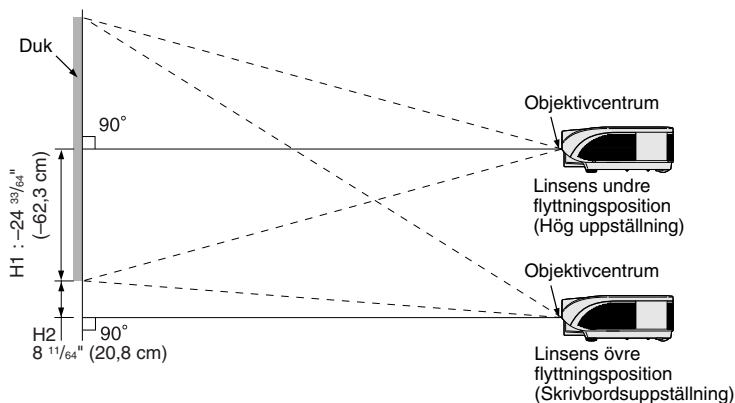 Duk
90˚
Objektivcentrum
H1 : –24 33/64"
(–62,3 cm)
Linsens undre
flyttningsposition
(Hög uppställning)
Objektivcentrum
H2
90˚
8 11/64" (20,8 cm)
Linsens övre
flyttningsposition
(Skrivbordsuppställning)